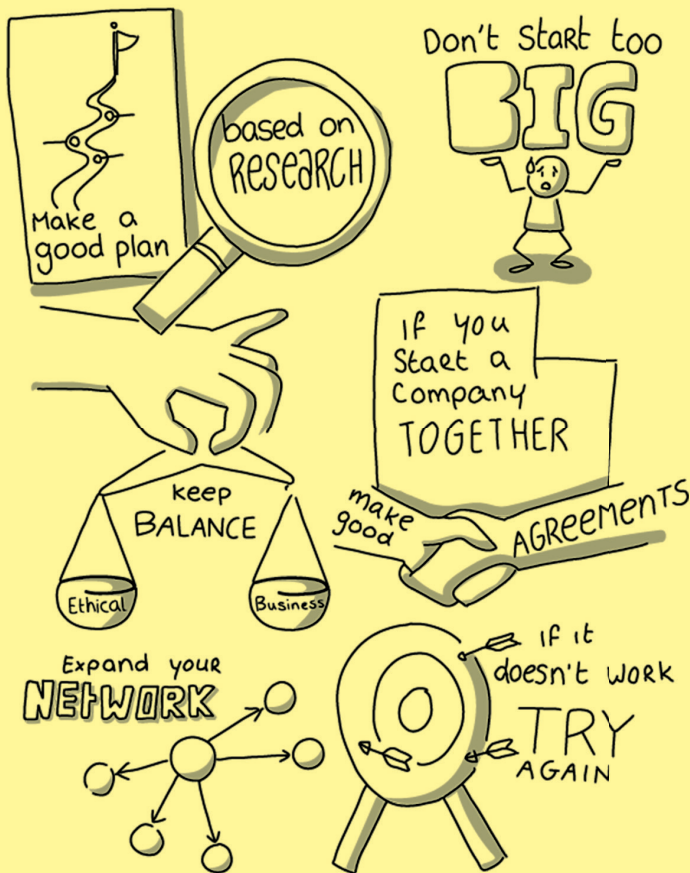 Make a
good plan
based on
RESEARCH
Don't Start too
BIG
keep
BALANCE
Ethical
Business
If you
Start a
Company
TOGETHER
make
good
AGREEMENTS
Expand your
NETWORK
If it
doesn't work
TRY
AGAIN